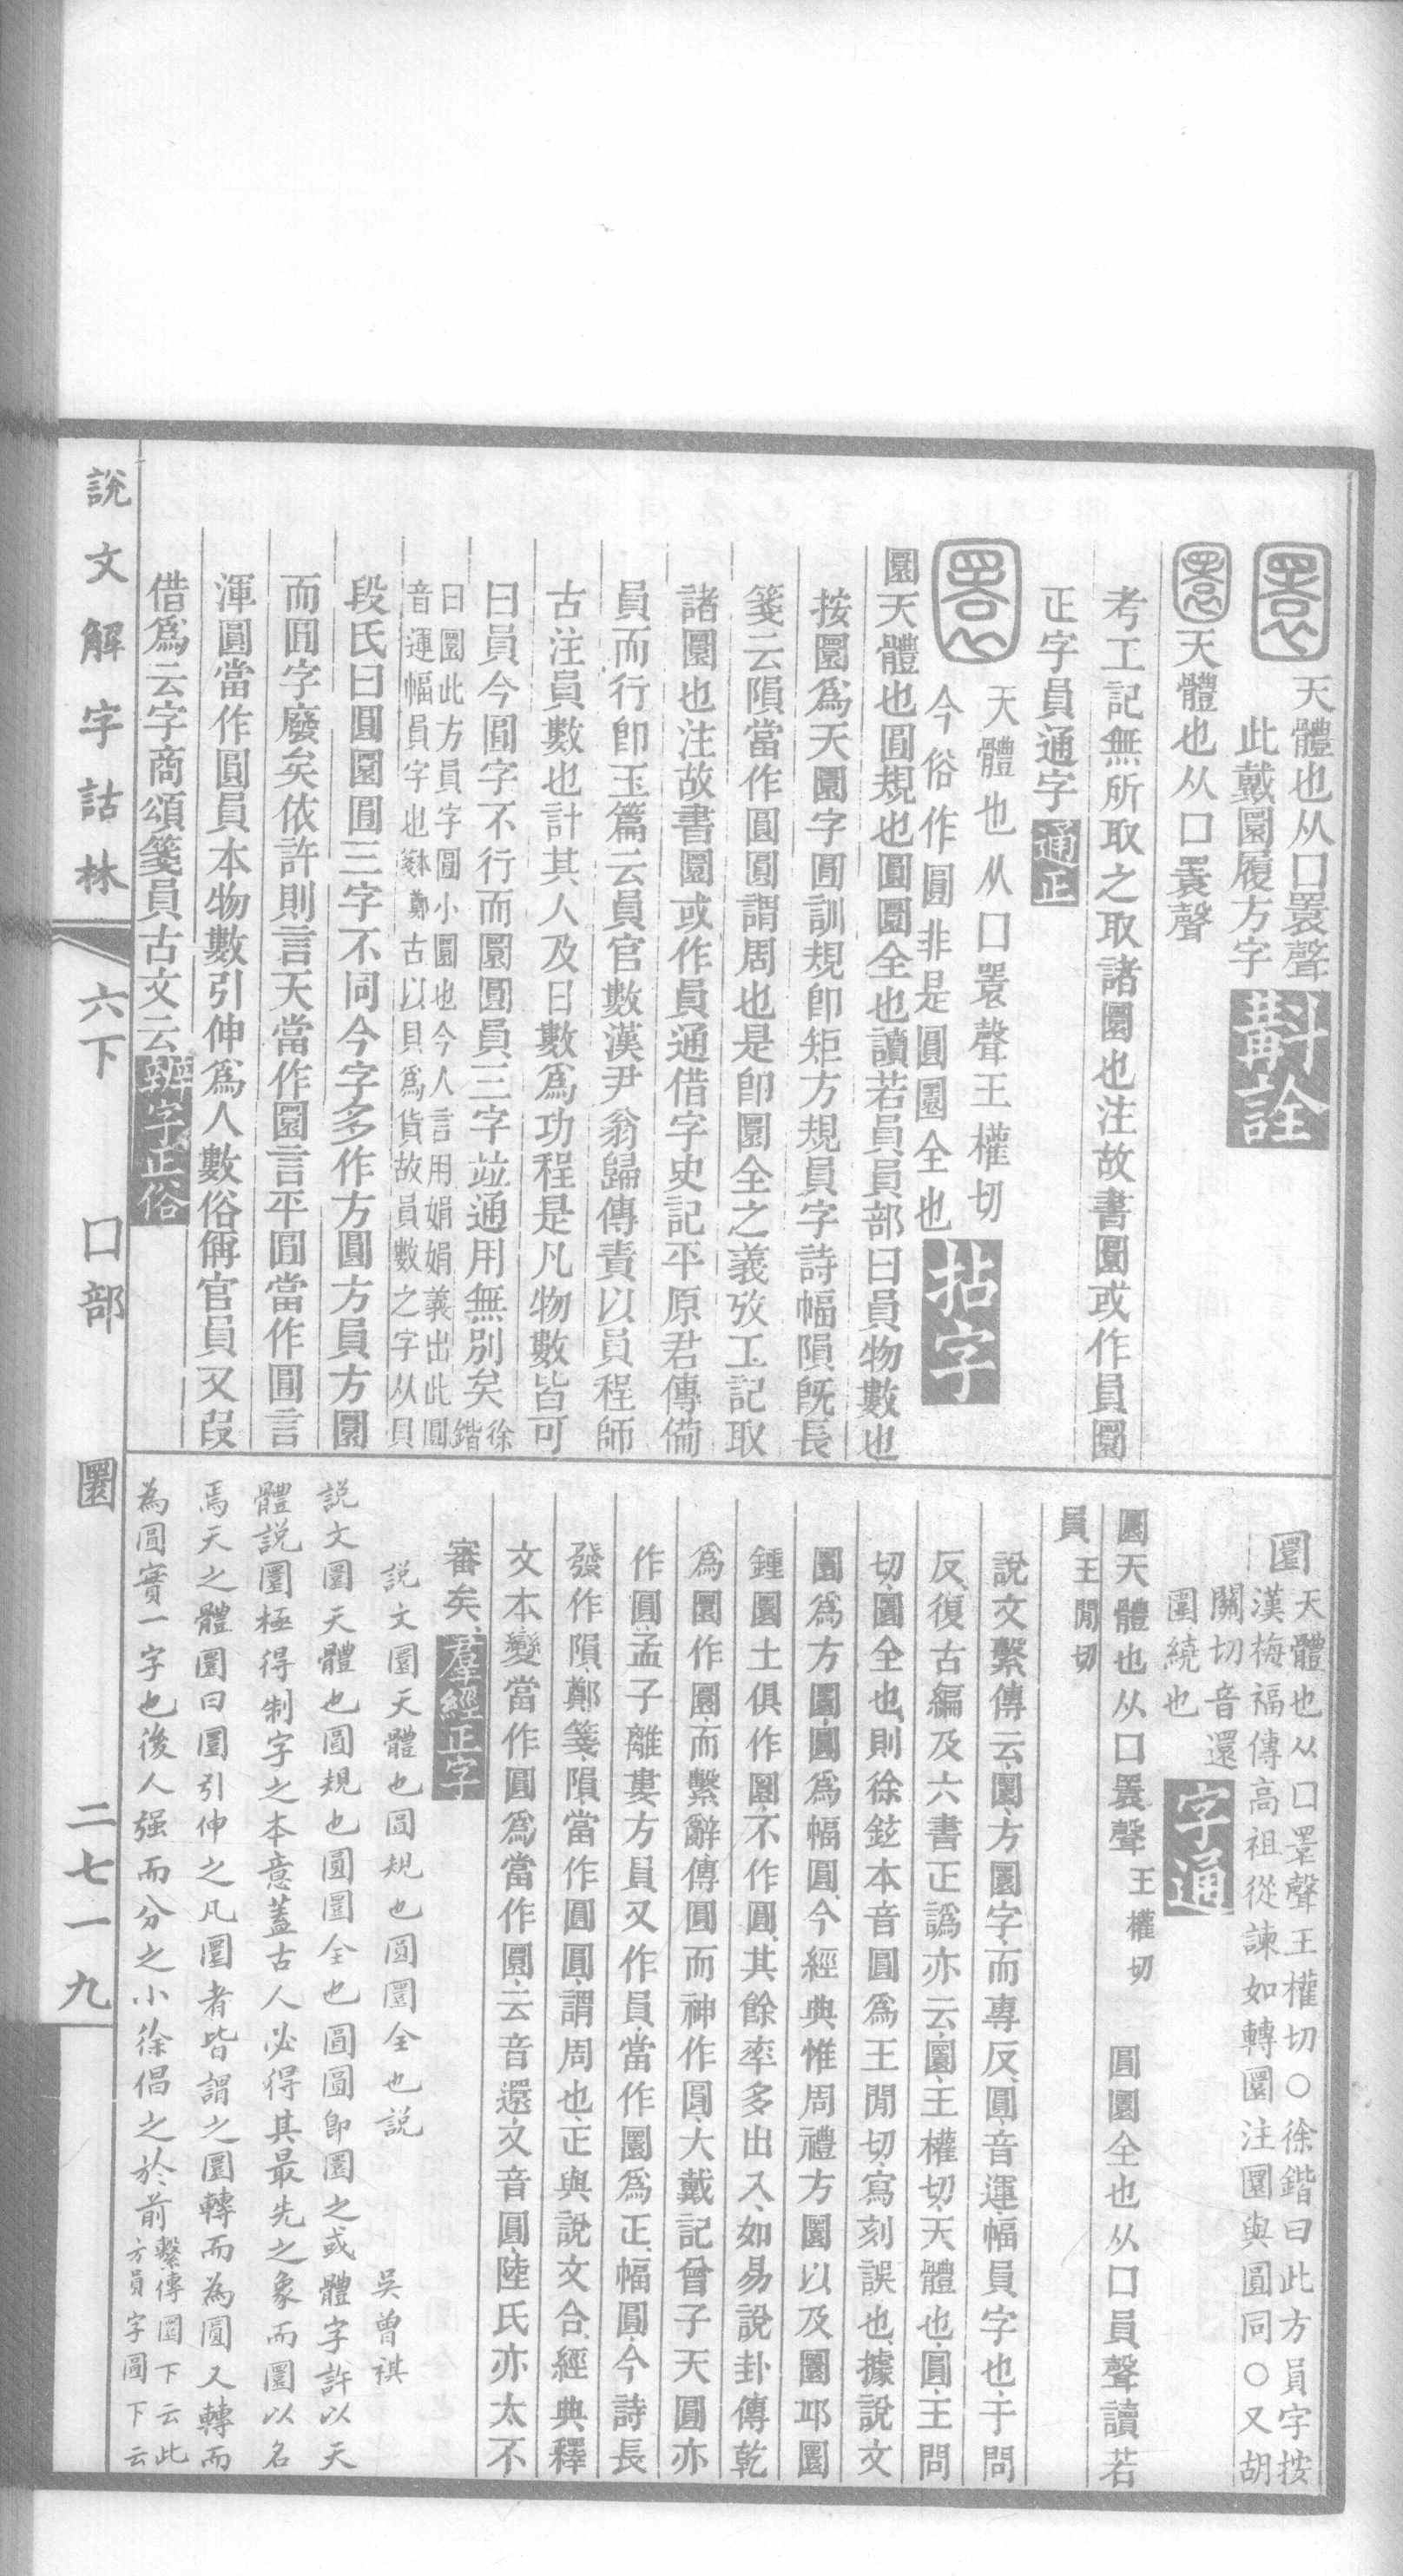 天體也从囗瞏聲
此戴圜履方字
斠詮
天體也从囗瞏聲
考工記無所取之取諸圜也注故書圜或作員圜
正字員通字 通正
天體也从囗瞏聲王權切
今俗作圓非是圓圜全也
拈字
圜天體也圓規也圓圜全也讀若員員部曰員物數也
按圜爲天圜字圓訓規卽矩方規員字詩幅隕旣長
箋云隕當作圓圓謂周也是卽圜全之義攷工記取
諸圜也注故書圜或作員通借字史記平原君傳備
員而行卽玉篇云員官數漢尹翁歸傳責以員程師
古注員數也計其人及日數爲功程是凡物數皆可
曰員今圓字不行而圜圓員三字竝通用無別矣 徐鍇
曰圜此方員字圓小圜也今人言用娟娟義出此圓
音運幅員字也 鄭古以貝爲貨故員數之字从貝
段氏曰圓圜圓三字不同今字多作方圓方員方圜
而圓字廢矣依許則言天當作圜言平圓當作圓言
渾圓當作圓員本物數引伸爲人數俗偁官員又叚
借爲云字商頌箋員古文云 辨字正俗
圜
天體也从囗瞏聲王權切○徐鍇曰此方員字按
漢梅福傳高祖從諫如轉圜注圜與圓同○又胡
關切音還
圍繞也
字通
圜天體也从囗瞏聲 王權切 圓圜全也从囗員聲讀若
員 王閒切
說文繫傳云圜方圜字而專反圓音運幅員字也于問
反復古編及六書正譌亦云圜王權切天體也圓王問
切圜全也則徐鉉本音圓爲王閒切寫刻誤也據說文
圜爲方圜圓爲幅圓今經典惟周禮方圜以及圜邱圜
鍾圜土俱作圜不作圓其餘率多出入如易說卦傳乾
爲圜作圜而繫辭傳圓而神作圓大戴記曾子天圓亦
作圓孟子離婁方員又作員當作圜爲正幅圓今詩長
發作隕鄭箋隕當作圓圓謂周也正與說文合經典釋
文本變當作圓爲當作圜云音還又音圓陸氏亦太不
審矣 羣經正字
說文圜天體也圓規也圓圜全也說 吳曾祺
說文圜天體也圓規也圓圜全也圓圓卽圜之或體字許以天
體說圜極得制字之本意蓋古人必得其最先之象而圜以名
焉天之體圜曰圜引伸之凡圜者皆謂之圜轉而為圓又轉而
為圓實一字也後人强而分之小徐倡之於前 繫傳圜下云此
方員字圓下云
說文解字詁林
六下
囗部
圜
二七一九